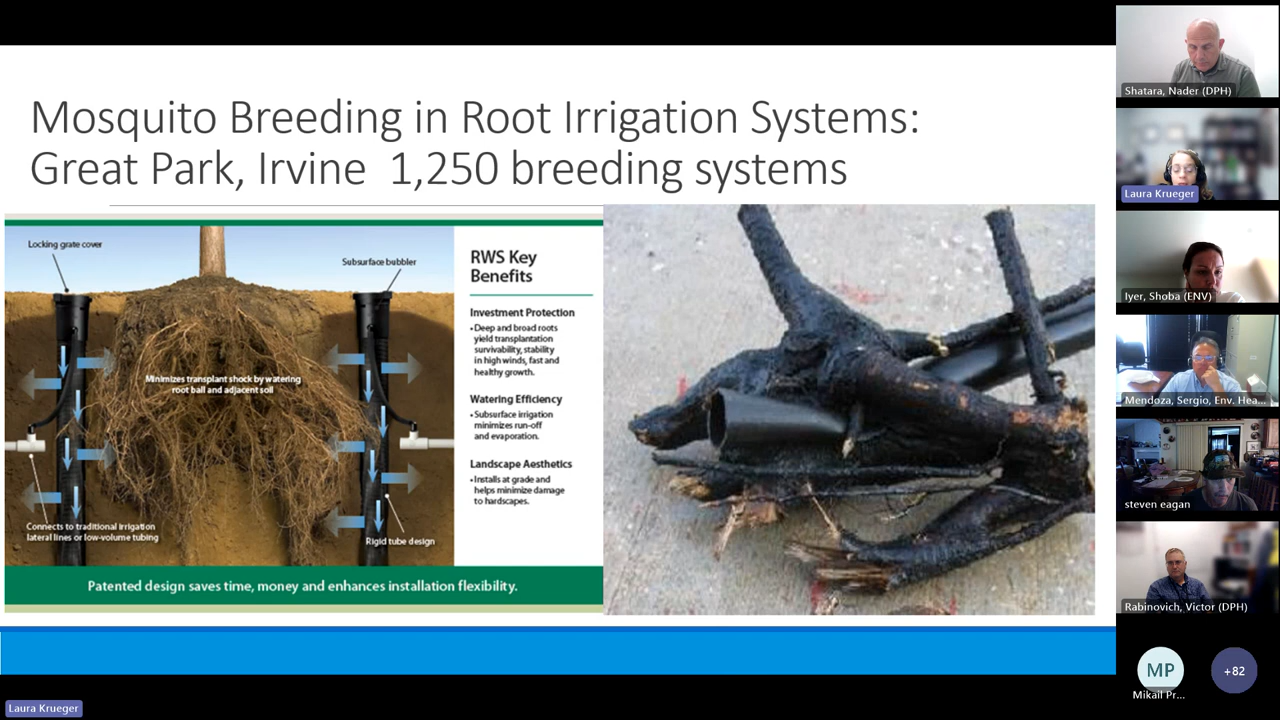 Mosquito Breeding in Root Irrigation Systems:
Great Park, Irvine 1,250 breeding systems
Locking grate cover
Subsurface bubbler
Minimizes transplant shock by watering
root ball and adjacent soil
Connects to traditional irrigation
lateral lines or low-volume tubing
Rigid tube design
RWS Key
Benefits
Investment Protection
• Deep and broad roots
yield transplantation
survivability, stability
in high winds, fast and
healthy growth.
Watering Efficiency
• Subsurface irrigation
minimizes run-off
and evaporation.
Landscape Aesthetics
• Installs at grade and
helps minimize damage
to hardscapes.
Patented design saves time, money and enhances installation flexibility.
Laura Krueger
Shatara, Nader (DPH)
Laura Krueger
Iyer, Shoba (ENV)
Mendoza, Sergio, Env. Hea...
steven eagan
Rabinovich, Victor (DPH)
MP
Mikail Pr...
+82